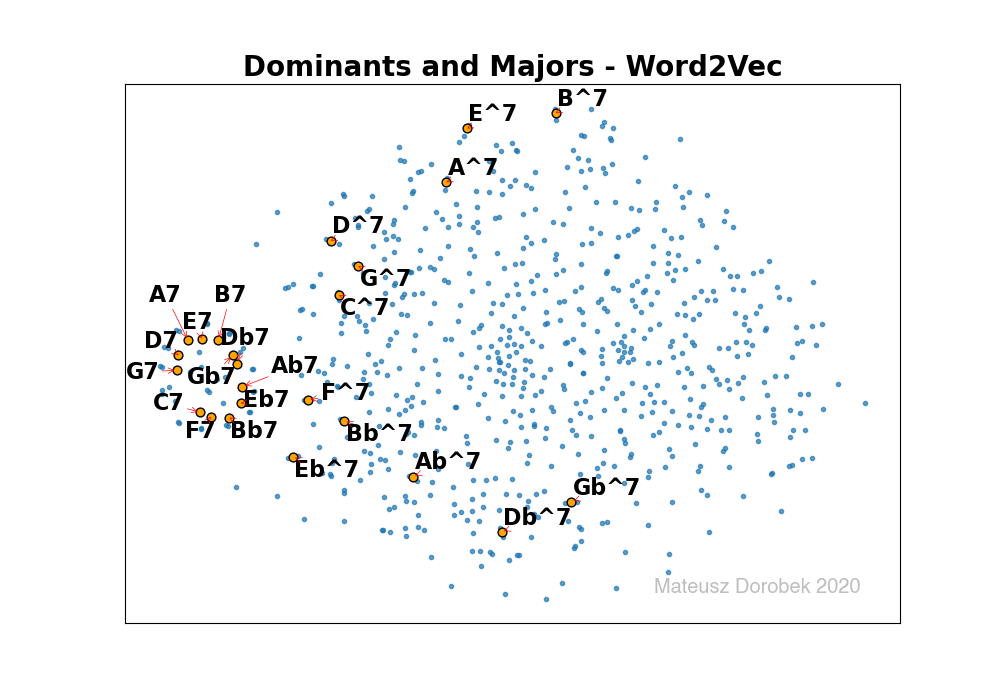 Dominants and Majors - Word2Vec
B^7
E^7
A^7
D^7
G^7
C^7
A7
B7
E7
D7
Db7
G7
Gb7
Ab7
C7
Eb7
F^7
F7
Bb7
Bb^7
Eb^7
Ab^7
Gb^7
Db^7
Mateusz Dorobek 2020